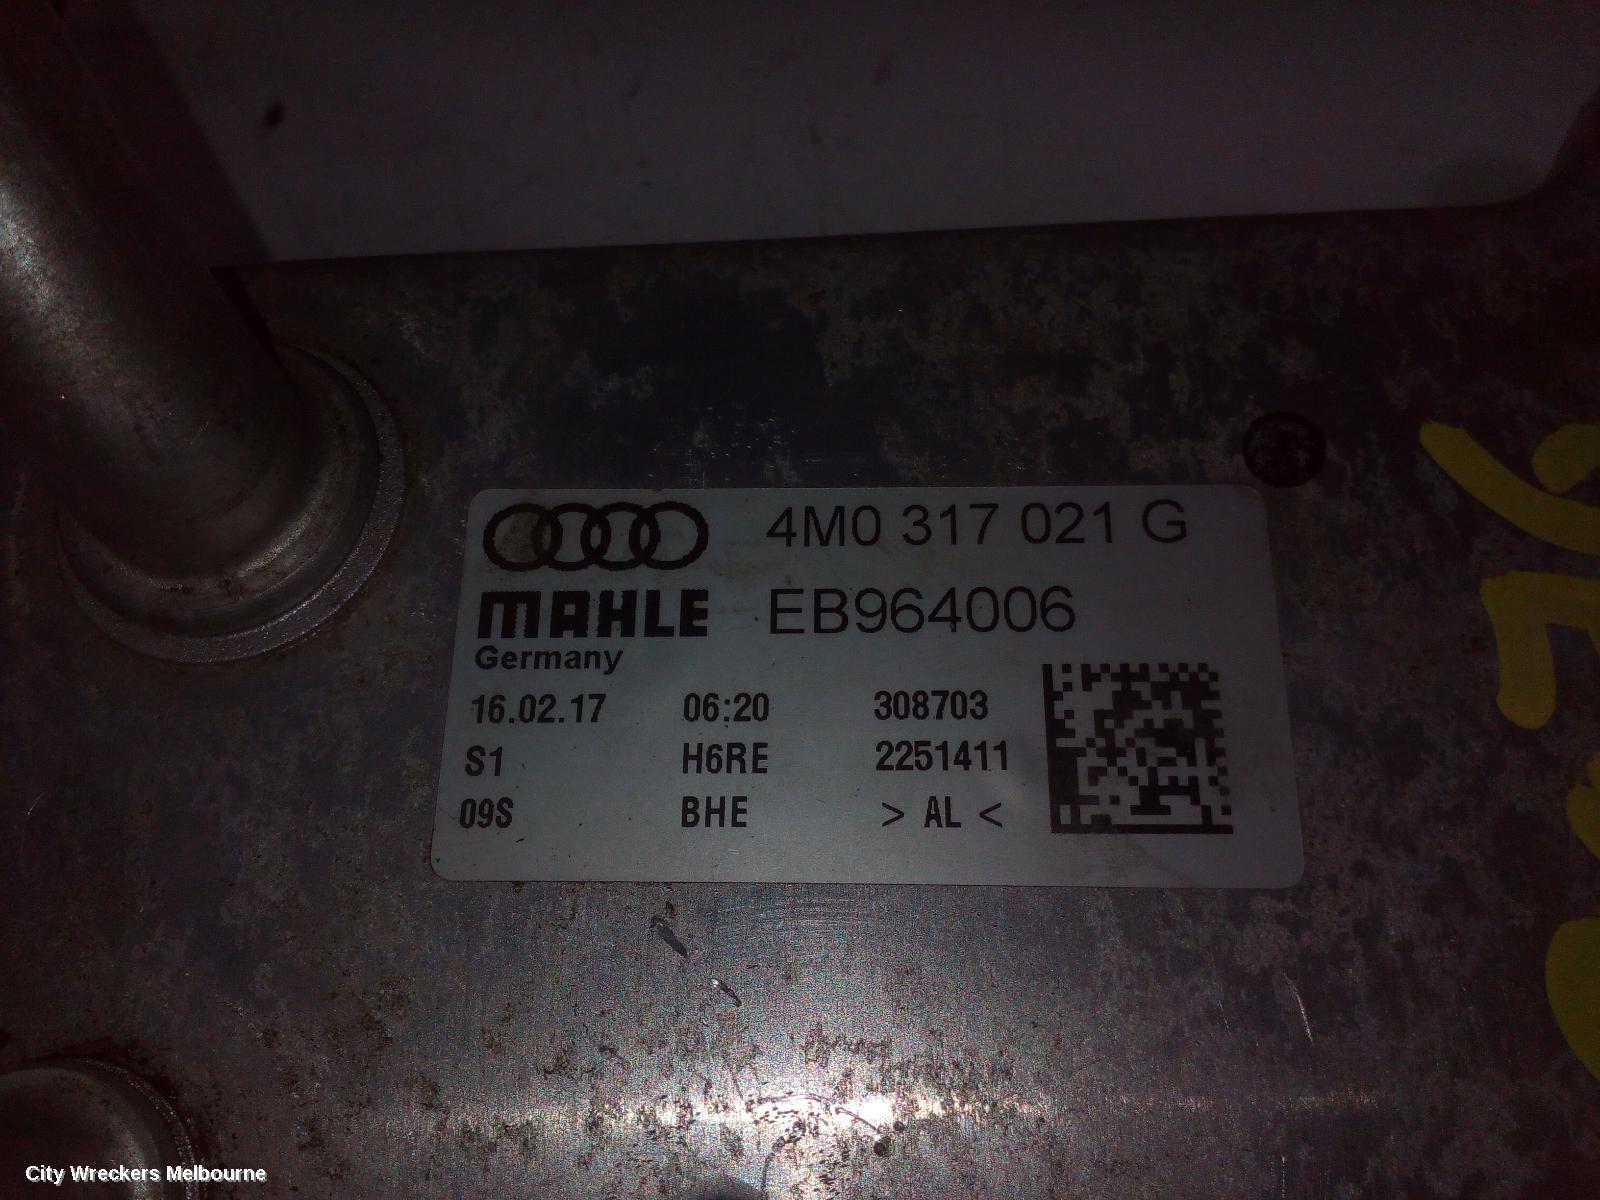 4M0 317 021 G
MAHLE EB964006
Germany
16.02.17 06:20 308703
S1 H6RE 2251411
09S BHE > AL <
City Wreckers Melbourne